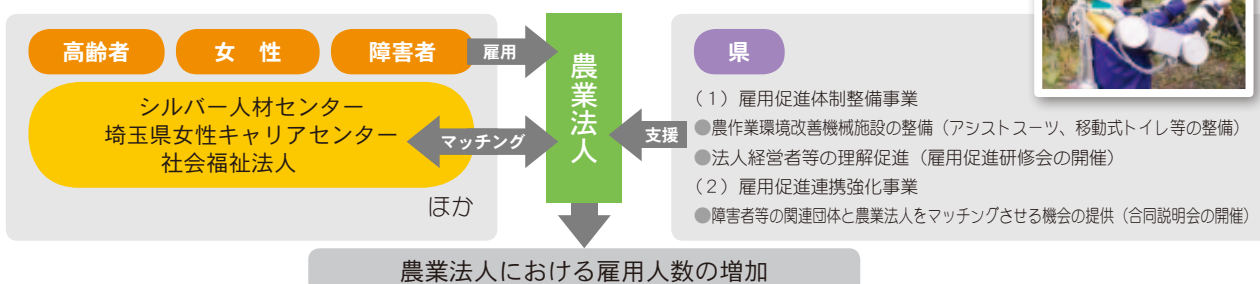 高齢者
女 性
障害者
雇用
シルバー人材センター
埼玉県女性キャリアセンター
社会福祉法人
ほか
マッチング
農業法人
支援
県
（1）雇用促進体制整備事業
●農作業環境改善機械施設の整備（アシストスーツ、移動式トイレ等の整備）
●法人経営者等の理解促進（雇用促進研修会の開催）
（2）雇用促進連携強化事業
●障害者等の関連団体と農業法人をマッチングさせる機会の提供（合同説明会の開催）
農業法人における雇用人数の増加